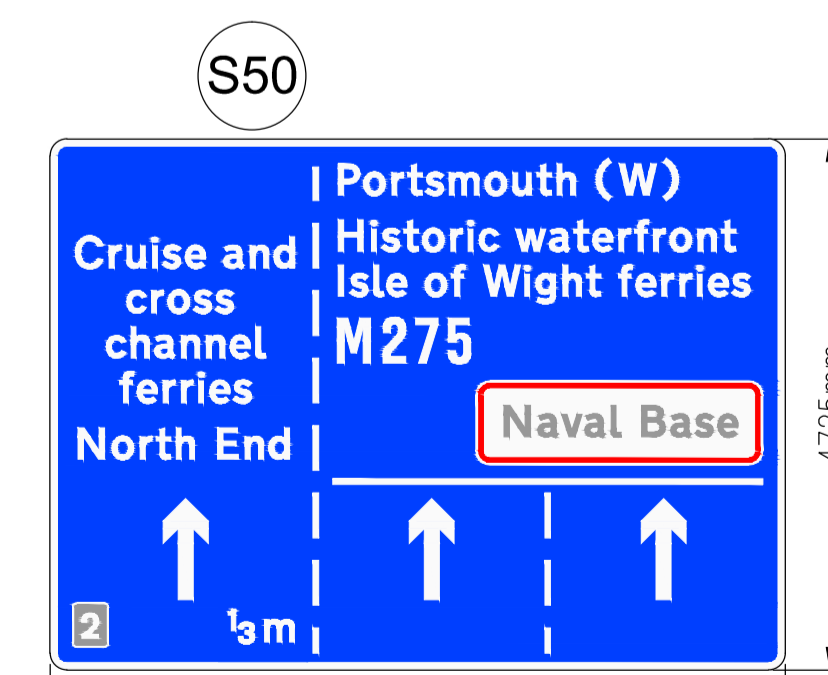 S50
Portsmouth (W)
Historic waterfront
Isle of Wight ferries
M275
Naval Base
Cruise and
cross
channel
ferries
North End
2
1/3 m